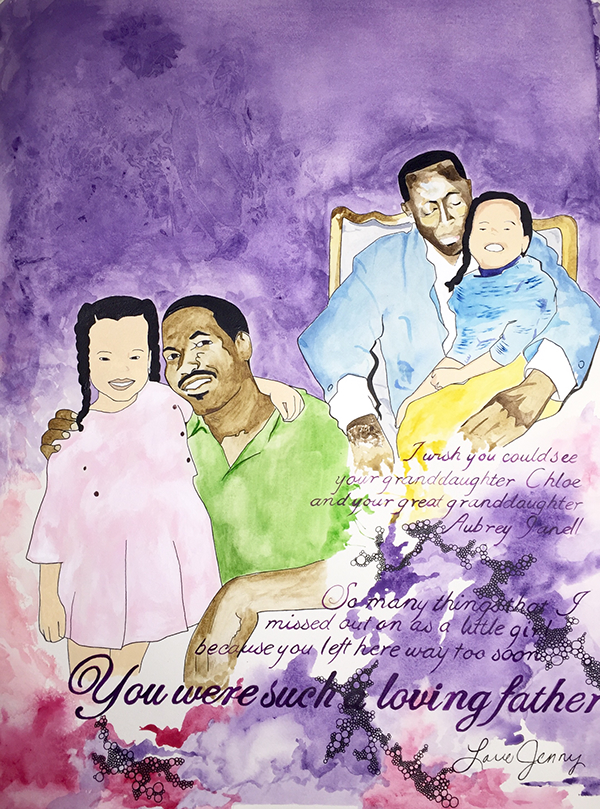 I wish you could see
your granddaughter Chloe
and your great granddaughter
Aubrey Janell
So many things that I
missed out on as a little girl
because you left here way too soon.
You were such a loving father
Love Jenny